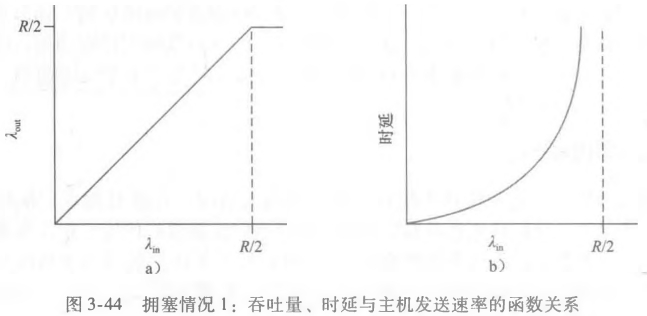 R/2
λout
λin
R/2
a)
时延
λin
R/2
b)
图 3-44 拥塞情况 1：吞吐量、时延与主机发送速率的函数关系